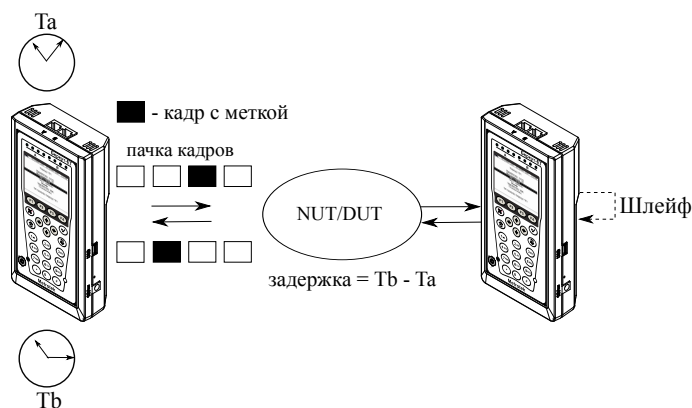 Ta
- кадр с меткой
пачка кадров
NUT/DUT
Шлейф
задержка = Tb - Ta
Tb